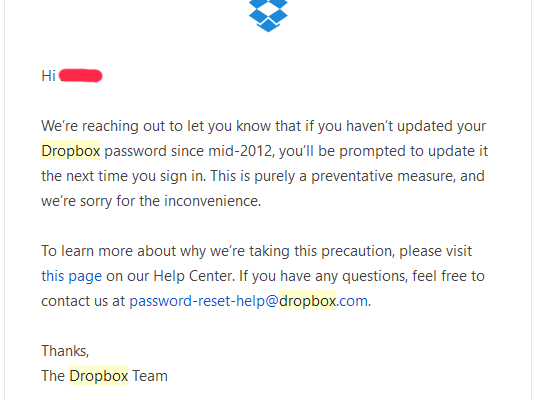 Hi
We’re reaching out to let you know that if you haven’t updated your
Dropbox password since mid-2012, you’ll be prompted to update it
the next time you sign in. This is purely a preventative measure, and
we’re sorry for the inconvenience.
To learn more about why we’re taking this precaution, please visit
this page on our Help Center. If you have any questions, feel free to
contact us at password-reset-help@dropbox.com.
Thanks,
The Dropbox Team